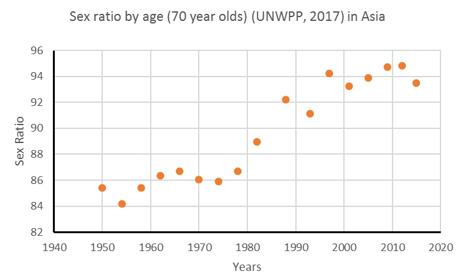 Sex ratio by age (70 year olds) (UNWPP, 2017) in Asia
96
94
92
90
88
86
84
82
Sex Ratio
1940 1950 1960 1970 1980 1990 2000 2010 2020
Years